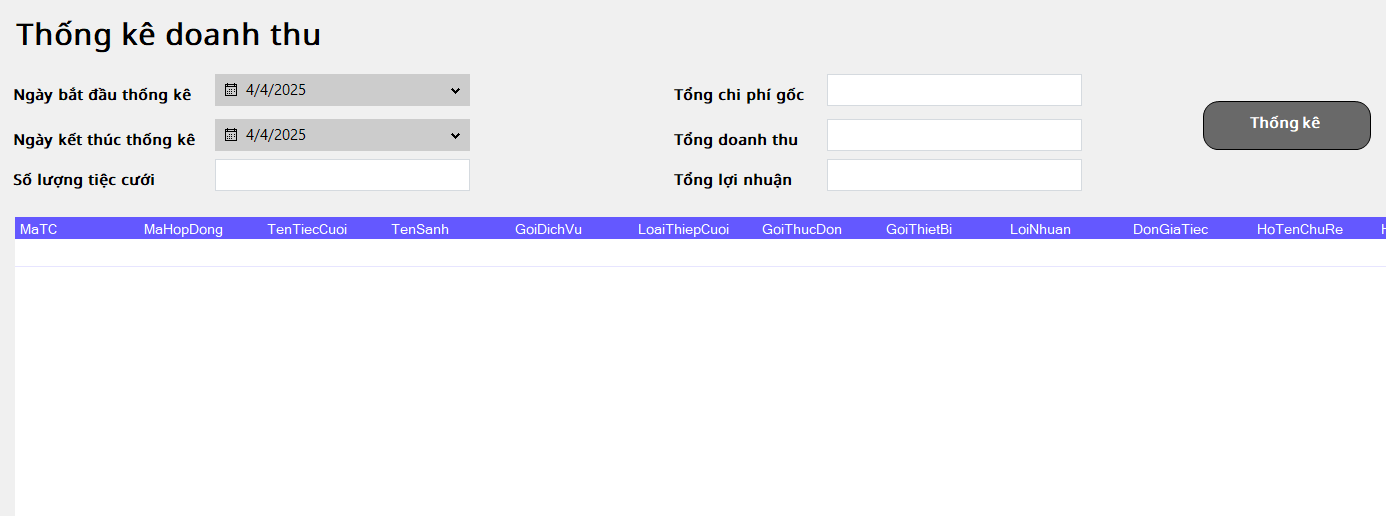 Thống kê doanh thu
Ngày bắt đầu thống kê 4/4/2025 Tổng chi phí gốc
Thống kê
Ngày kết thúc thống kê 4/4/2025 Tổng doanh thu
Số lượng tiệc cưới Tổng lợi nhuận
MaTC MaHopDong TenTiecCuoi TenSanh GoiDichVu LoaiThiepCuoi GoiThucDon GoiThietBi LoiNhuan DonGiaTiec HoTenChuRe